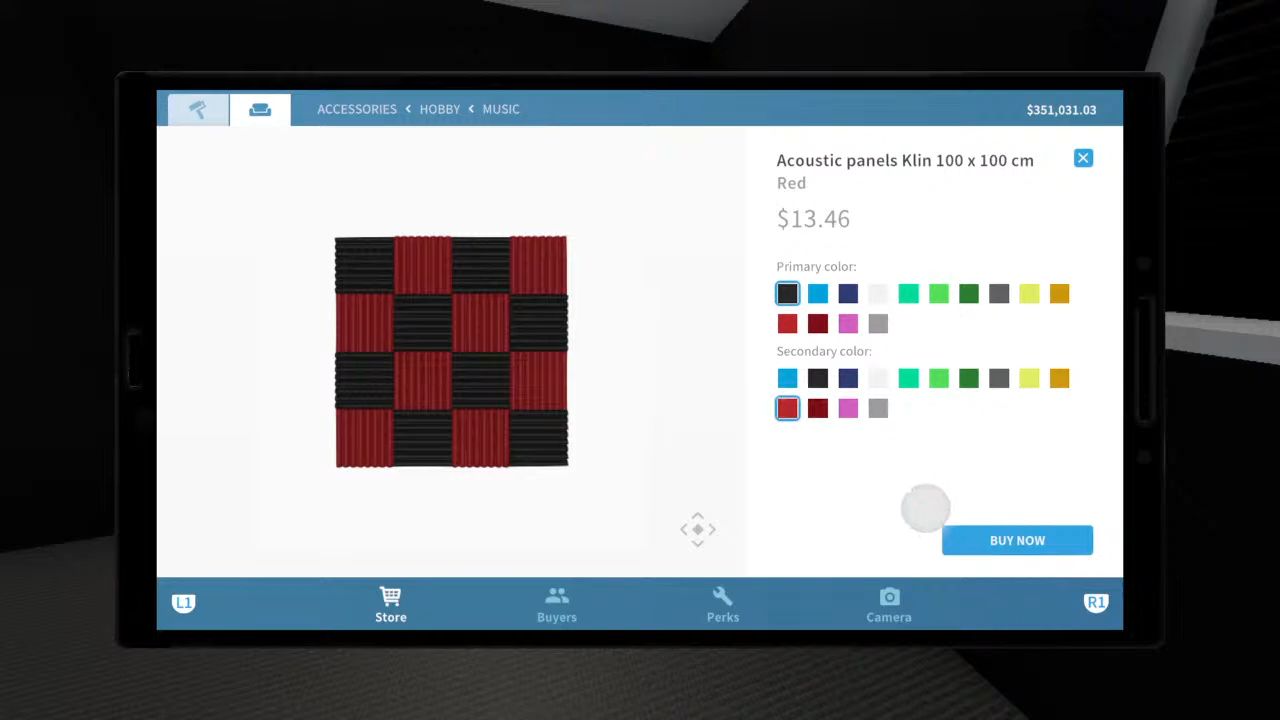 ACCESSORIES < HOBBY < MUSIC
$351,031.03
Acoustic panels Klin 100 x 100 cm
Red
$13.46
Primary color:
Secondary color:
BUY NOW
L1
Store
Buyers
Perks
Camera
R1